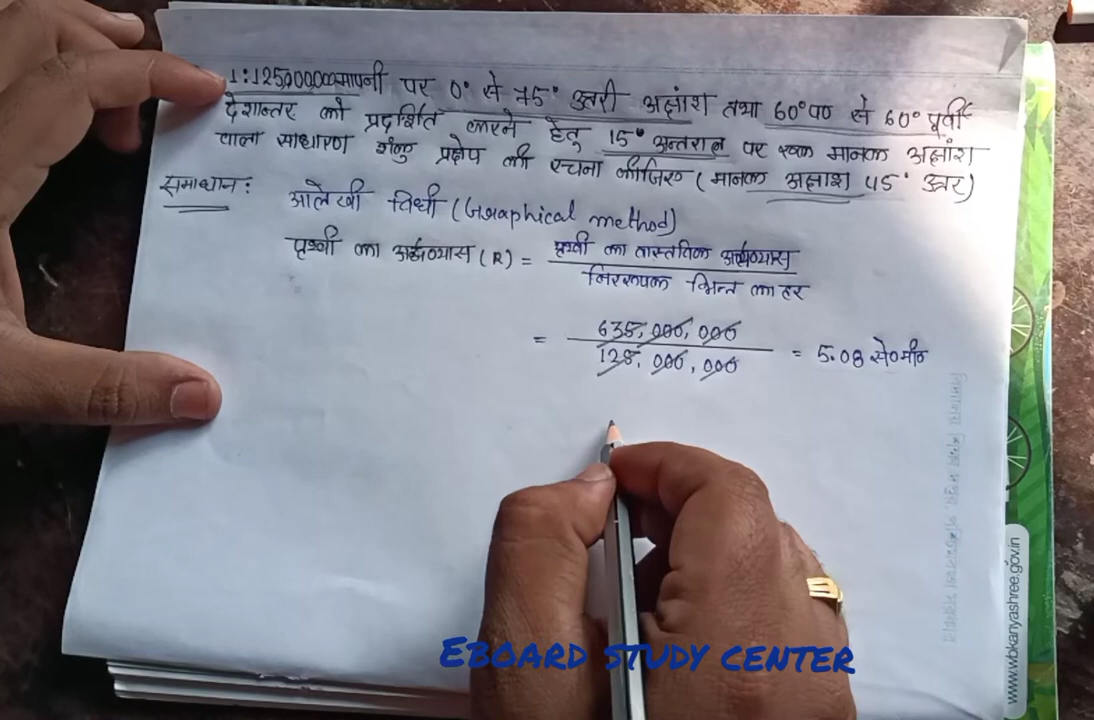 1:125,000,000 मापनी पर 0° से 75° उत्तरी अक्षांश तथा 60° प० से 60° पूर्वी
देशान्तर को प्रदर्शित करने हेतु 15° अन्तराल पर एक मानक अक्षांश
वाला साधारण शंकु प्रक्षेप की रचना कीजिए (मानक अक्षाश 45° उत्तर)
समाधान:
आलेखी विधी (Graphical method)
पृथ्वी का अर्द्धव्यास (R) = पृथ्वी का वास्तविक अर्द्धव्यास
निरूपक भिन्न का हर
= 635,000,000
125,000,000
= 5.08 से०मी०
www.wbkanyashree.gov.in
EBOARD STUDY CENTER